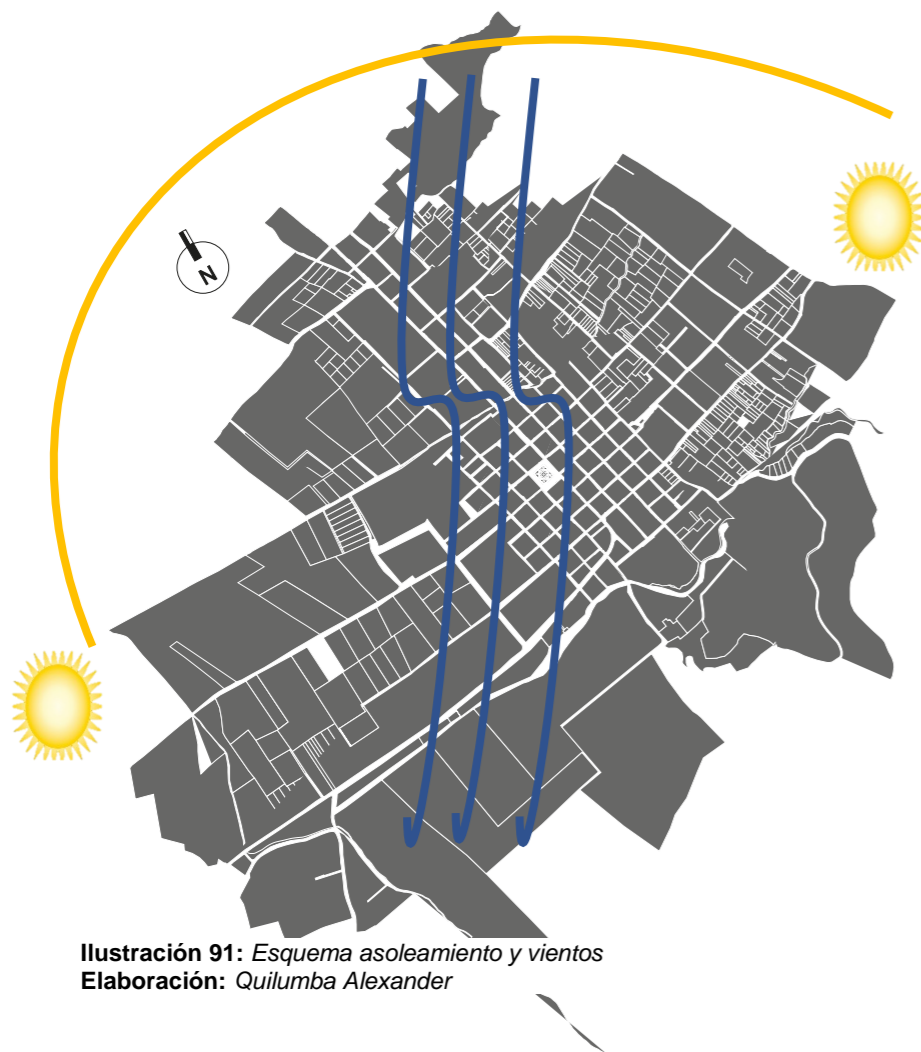 N
Ilustración 91: Esquema asoleamiento y vientos
Elaboración: Quilumba Alexander